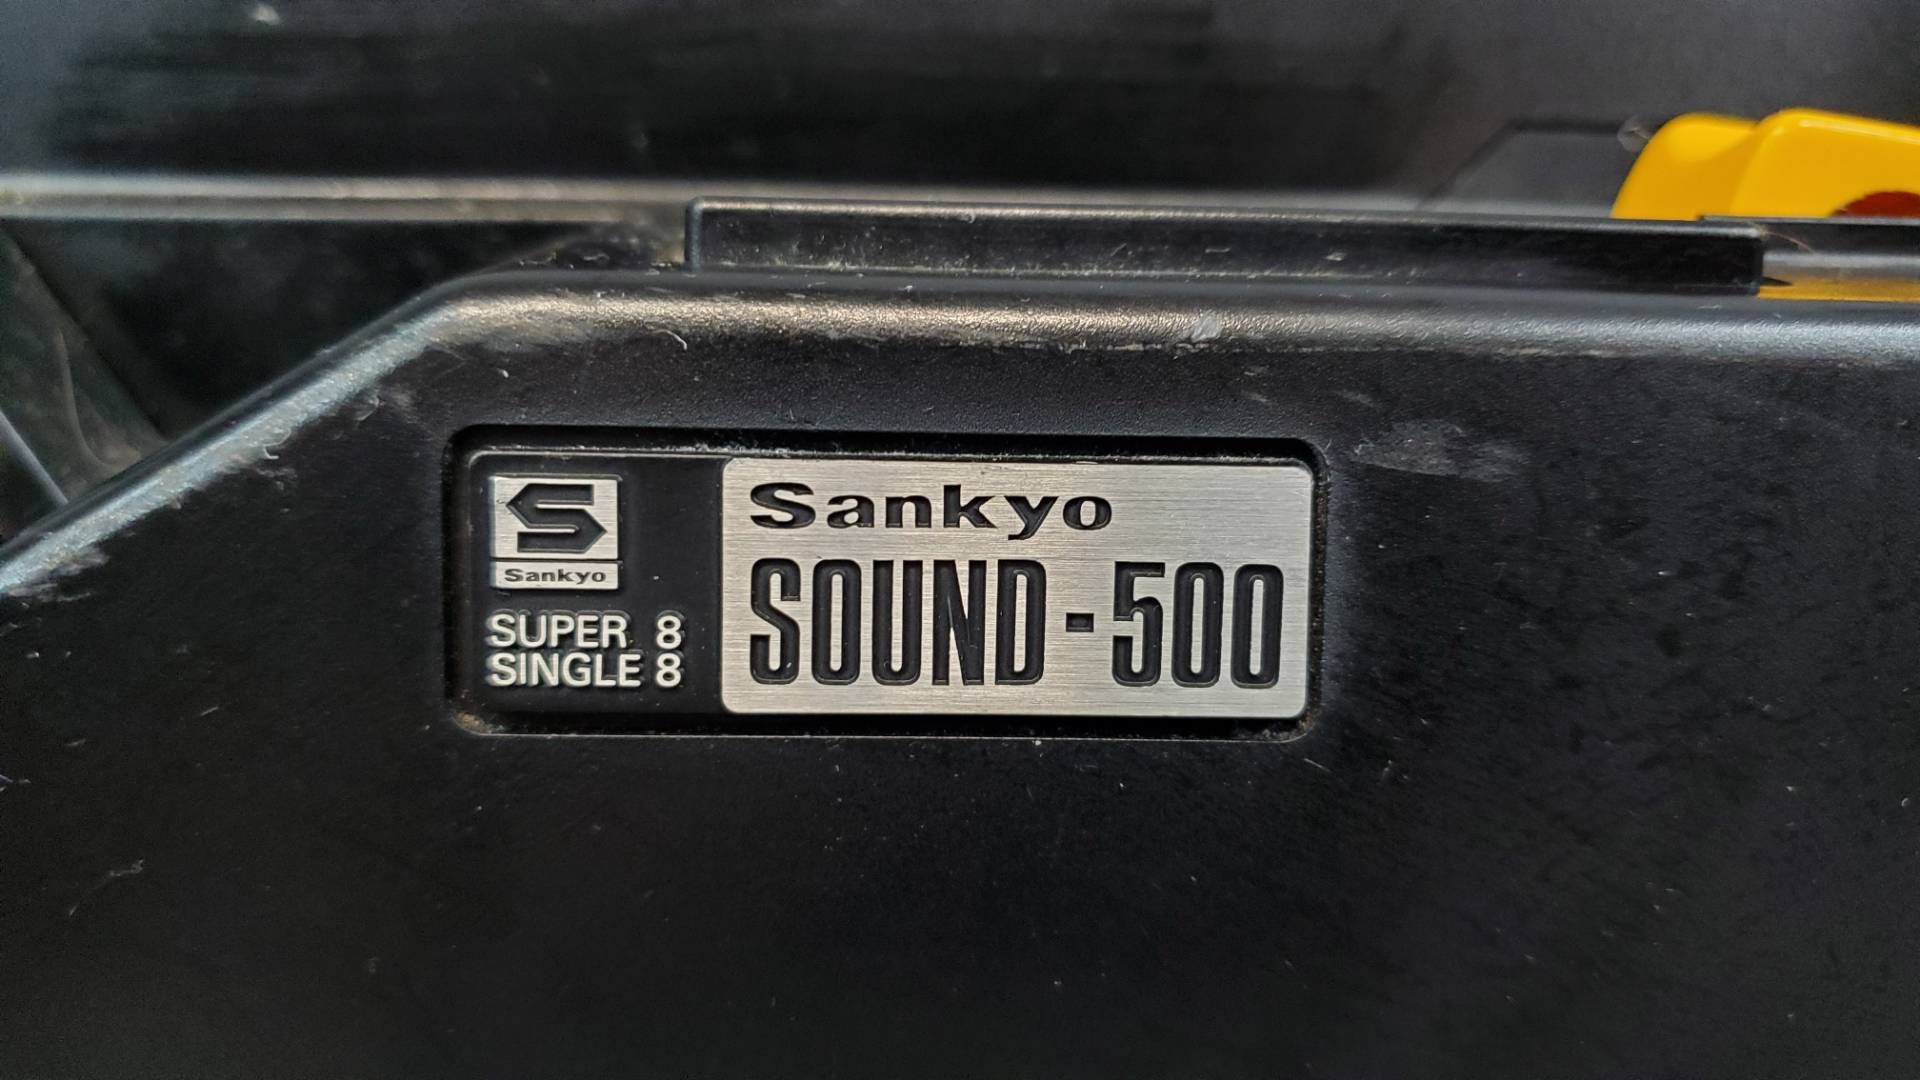 S
Sankyo
SUPER 8
SINGLE 8
Sankyo
SOUND-500